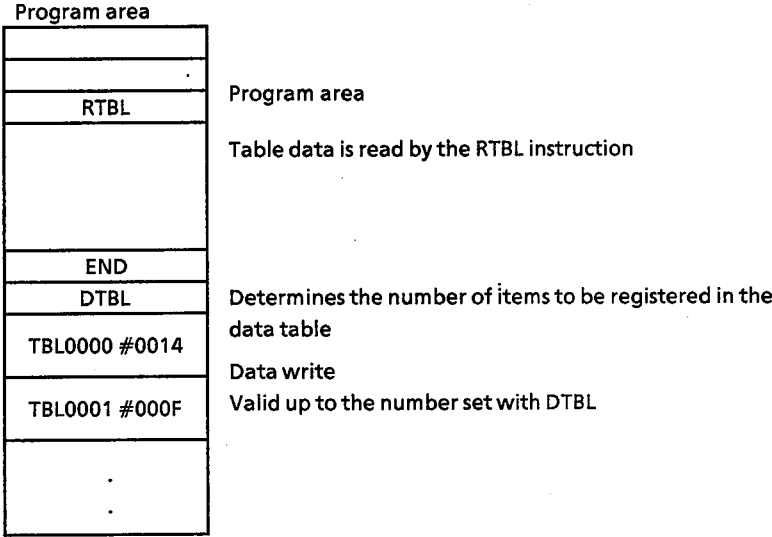 Program area
RTBL
Program area
Table data is read by the RTBL instruction
END
DTBL
Determines the number of items to be registered in the
data table
TBL0000 #0014
Data write
TBL0001 #000F
Valid up to the number set with DTBL